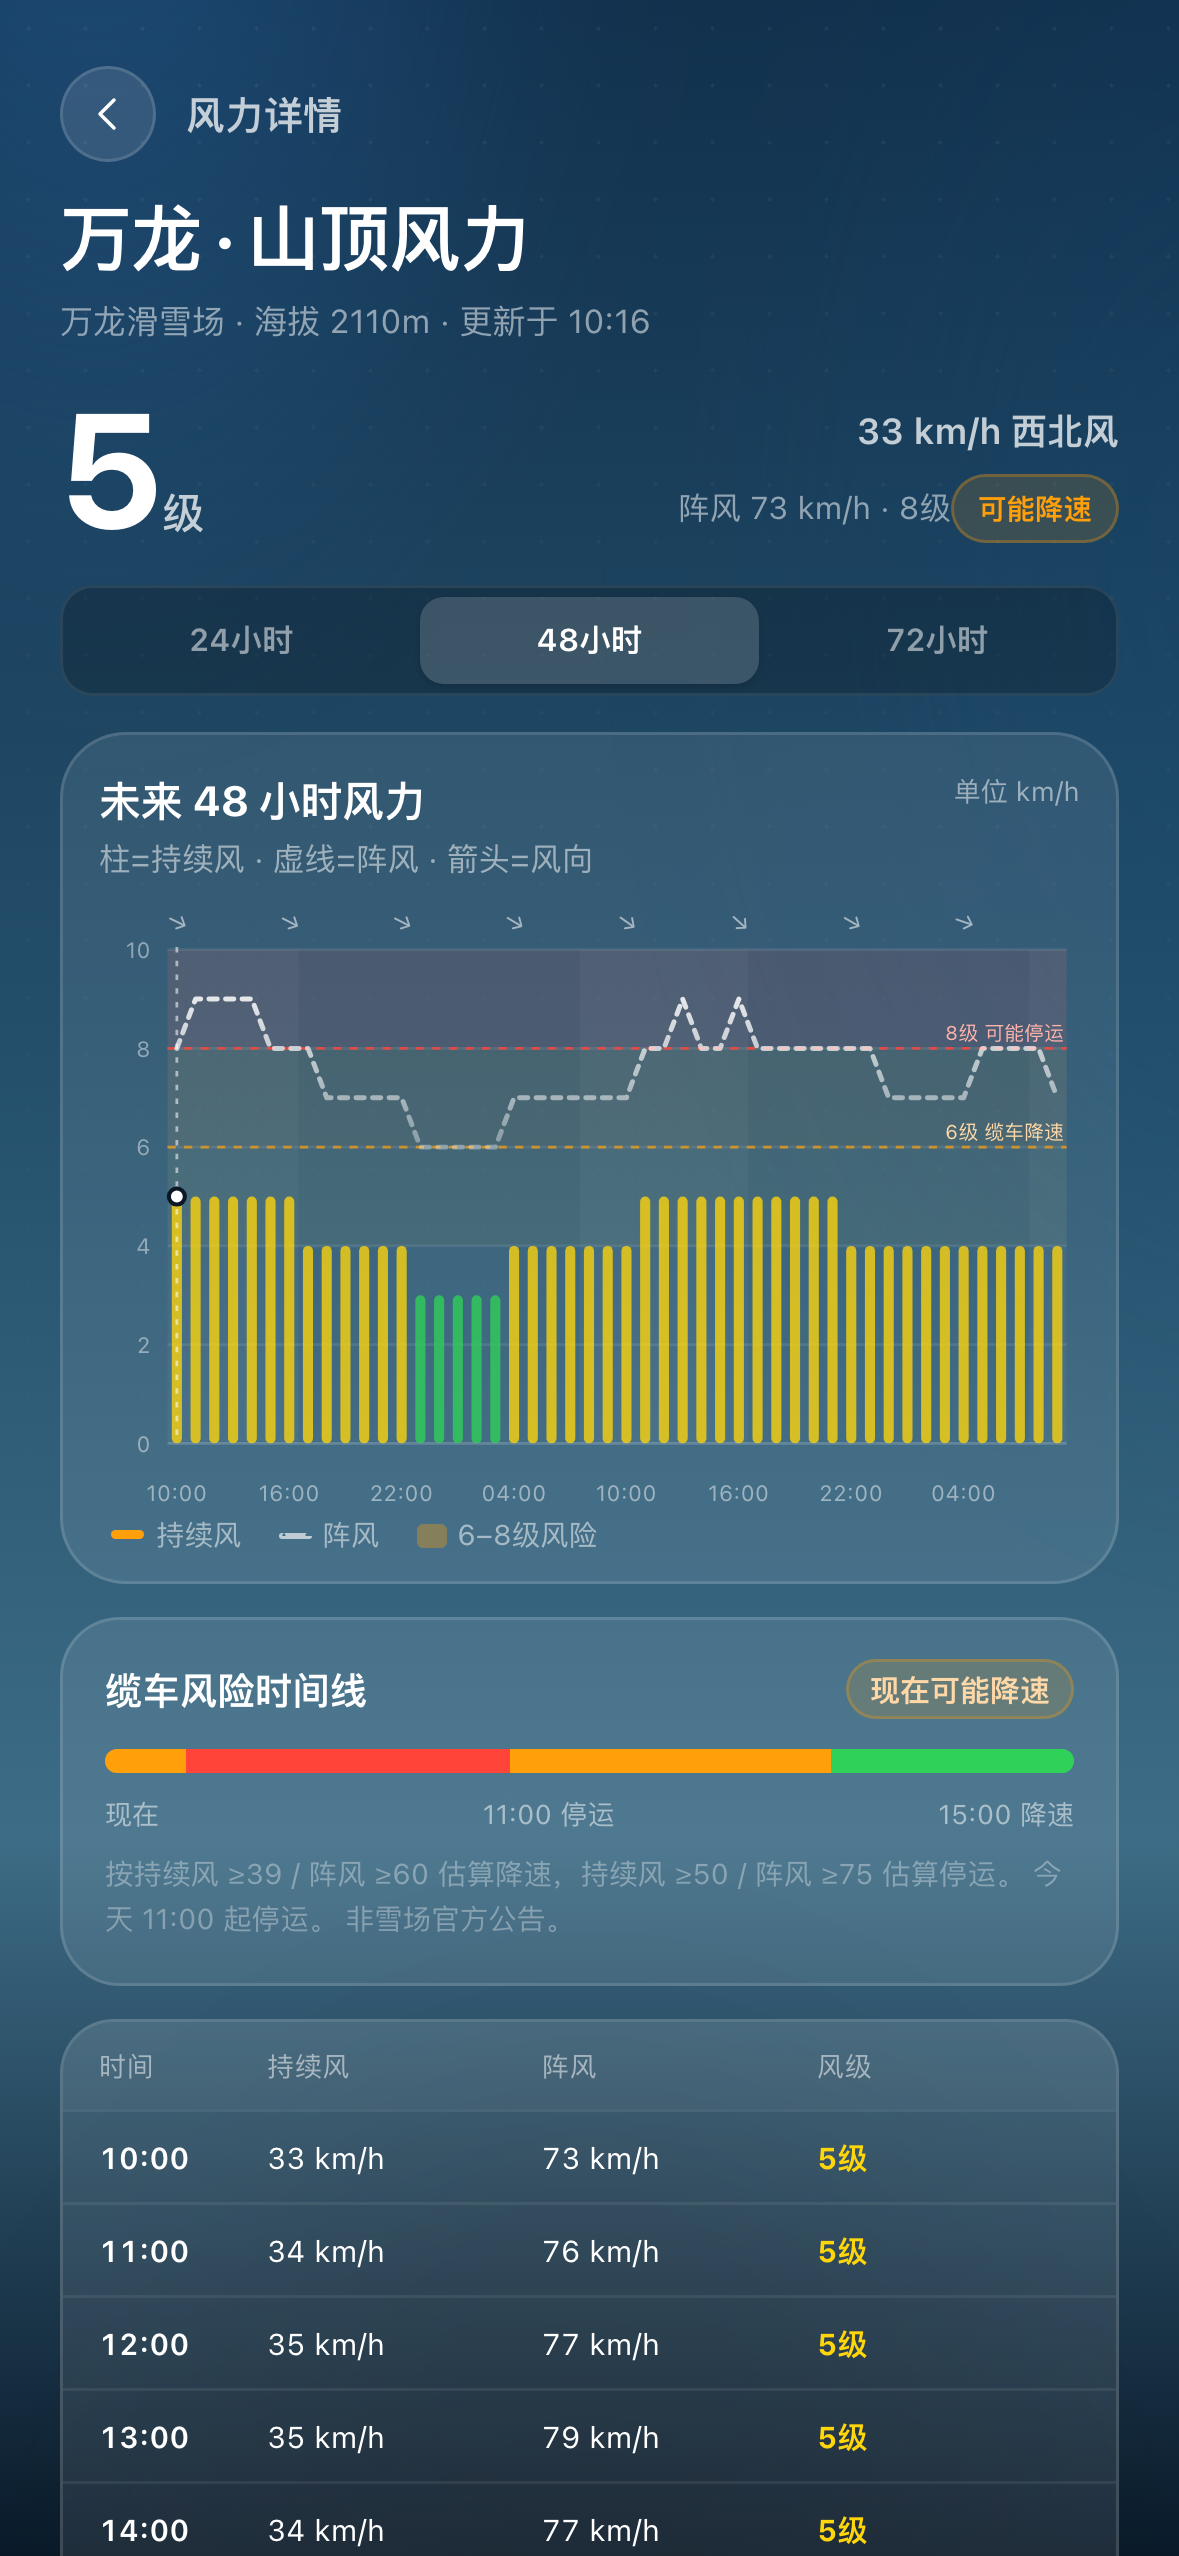 风力详情
万龙·山顶风力
万龙滑雪场 · 海拔 2110m · 更新于 10:16
5级
33 km/h 西北风
阵风 73 km/h · 8级 可能降速
24小时 48小时 72小时
未来 48 小时风力 单位 km/h
柱=持续风 · 虚线=阵风 · 箭头=风向
10
8级 可能停运
8
6级 缆车降速
6
4
2
0
10:00 16:00 22:00 04:00 10:00 16:00 22:00 04:00
持续风 阵风 6–8级风险
缆车风险时间线 现在可能降速
现在 11:00 停运 15:00 降速
按持续风 ≥39 / 阵风 ≥60 估算降速，持续风 ≥50 / 阵风 ≥75 估算停运。 今
天 11:00 起停运。 非雪场官方公告。
时间 持续风 阵风 风级
10:00 33 km/h 73 km/h 5级
11:00 34 km/h 76 km/h 5级
12:00 35 km/h 77 km/h 5级
13:00 35 km/h 79 km/h 5级
14:00 34 km/h 77 km/h 5级